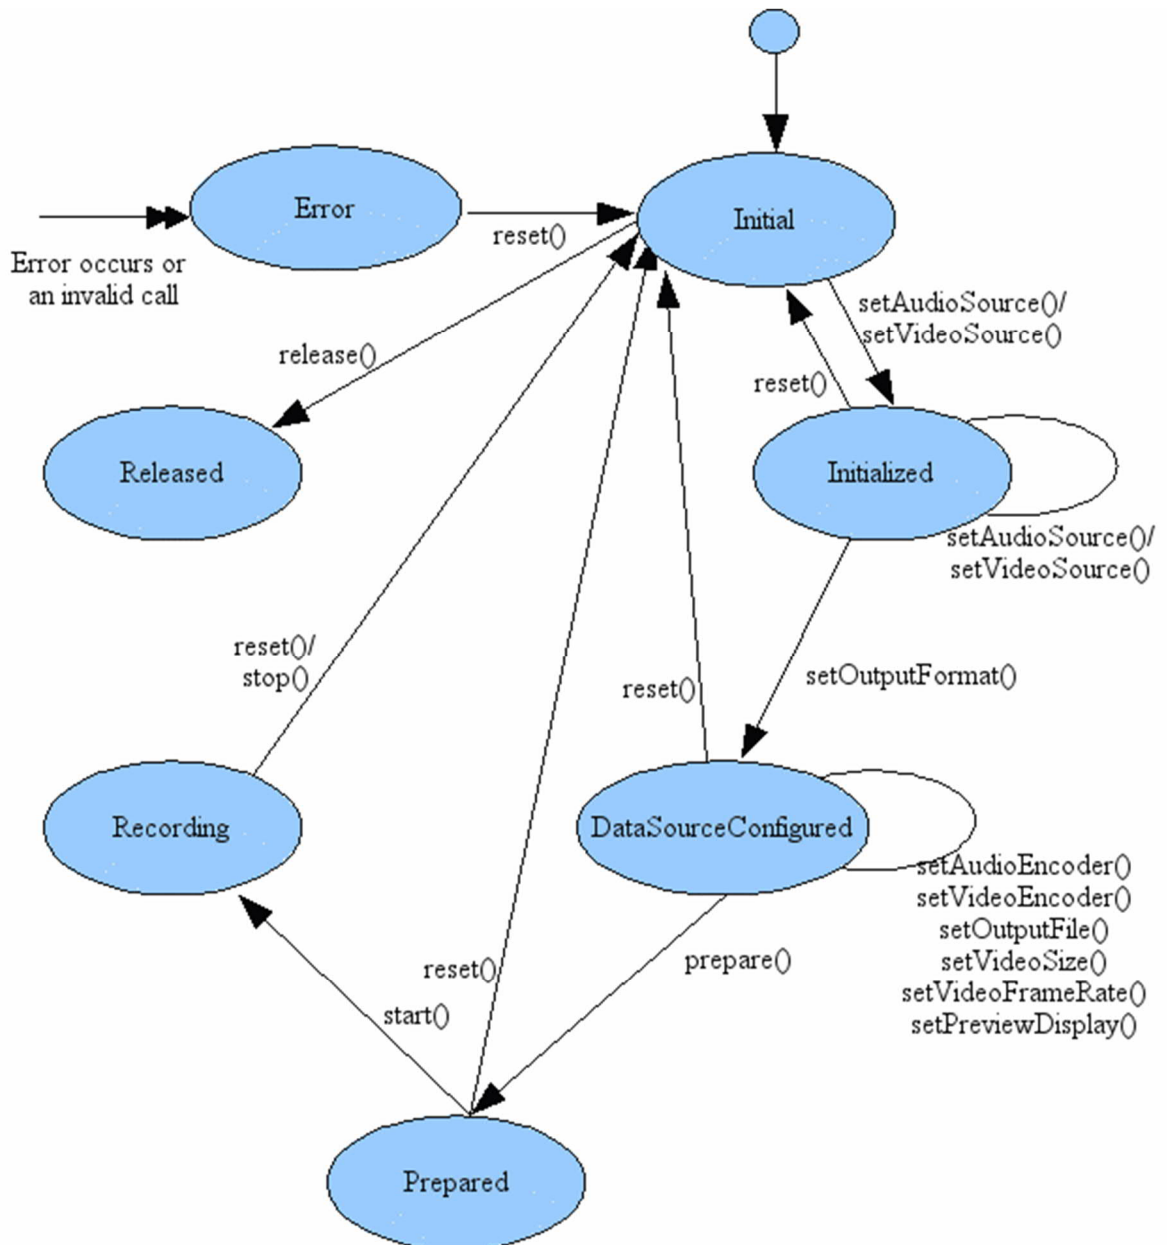 Error
Initial
reset()
Error occurs or
an invalid call
setAudioSource()/
setVideoSource()
release()
reset()
Released
Initialized
setAudioSource()/
setVideoSource()
reset()/
stop()
setOutputFormat()
reset()
Recording
DataSourceConfigured
setAudioEncoder()
setVideoEncoder()
setOutputFile()
setVideoSize()
setVideoFrameRate()
setPreviewDisplay()
prepare()
reset()
start()
Prepared